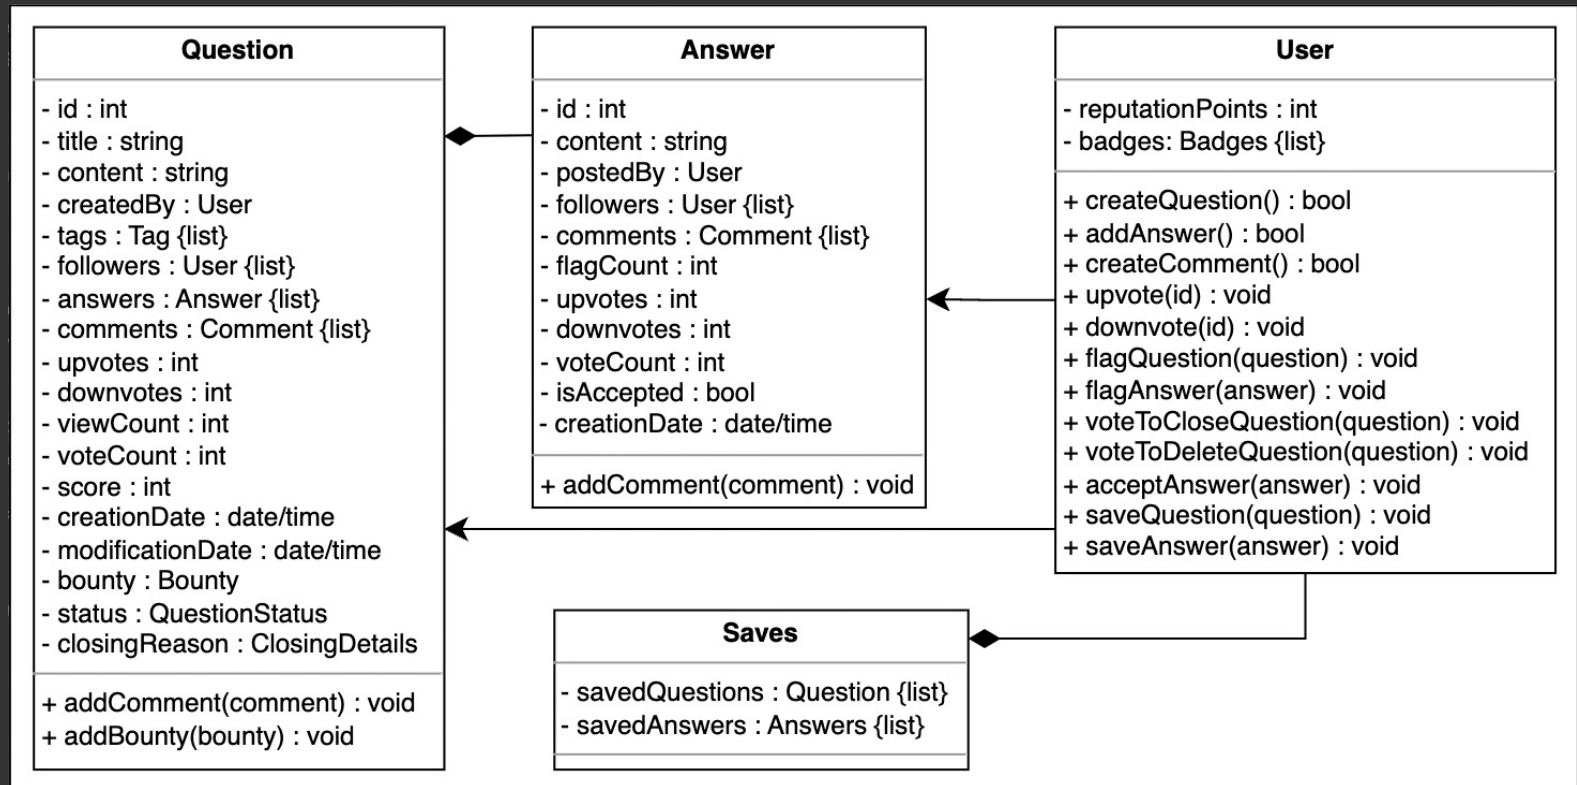 Question
- id : int
- title : string
- content : string
- createdBy : User
- tags : Tag {list}
- followers : User {list}
- answers : Answer {list}
- comments : Comment {list}
- upvotes : int
- downvotes : int
- viewCount : int
- voteCount : int
- score : int
- creationDate : date/time
- modificationDate : date/time
- bounty : Bounty
- status : QuestionStatus
- closingReason : ClosingDetails
+ addComment(comment) : void
+ addBounty(bounty) : void
Answer
- id : int
- content : string
- postedBy : User
- followers : User {list}
- comments : Comment {list}
- flagCount : int
- upvotes : int
- downvotes : int
- voteCount : int
- isAccepted : bool
- creationDate : date/time
+ addComment(comment) : void
User
- reputationPoints : int
- badges: Badges {list}
+ createQuestion() : bool
+ addAnswer() : bool
+ createComment() : bool
+ upvote(id) : void
+ downvote(id) : void
+ flagQuestion(question) : void
+ flagAnswer(answer) : void
+ voteToCloseQuestion(question) : void
+ voteToDeleteQuestion(question) : void
+ acceptAnswer(answer) : void
+ saveQuestion(question) : void
+ saveAnswer(answer) : void
Saves
- savedQuestions : Question {list}
- savedAnswers : Answers {list}